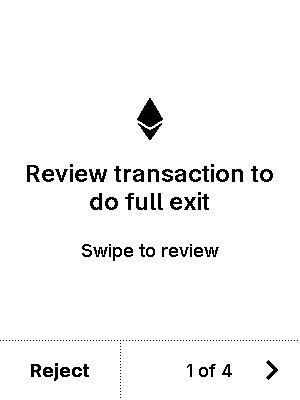 Review transaction to
do full exit
Swipe to review
Reject
1 of 4